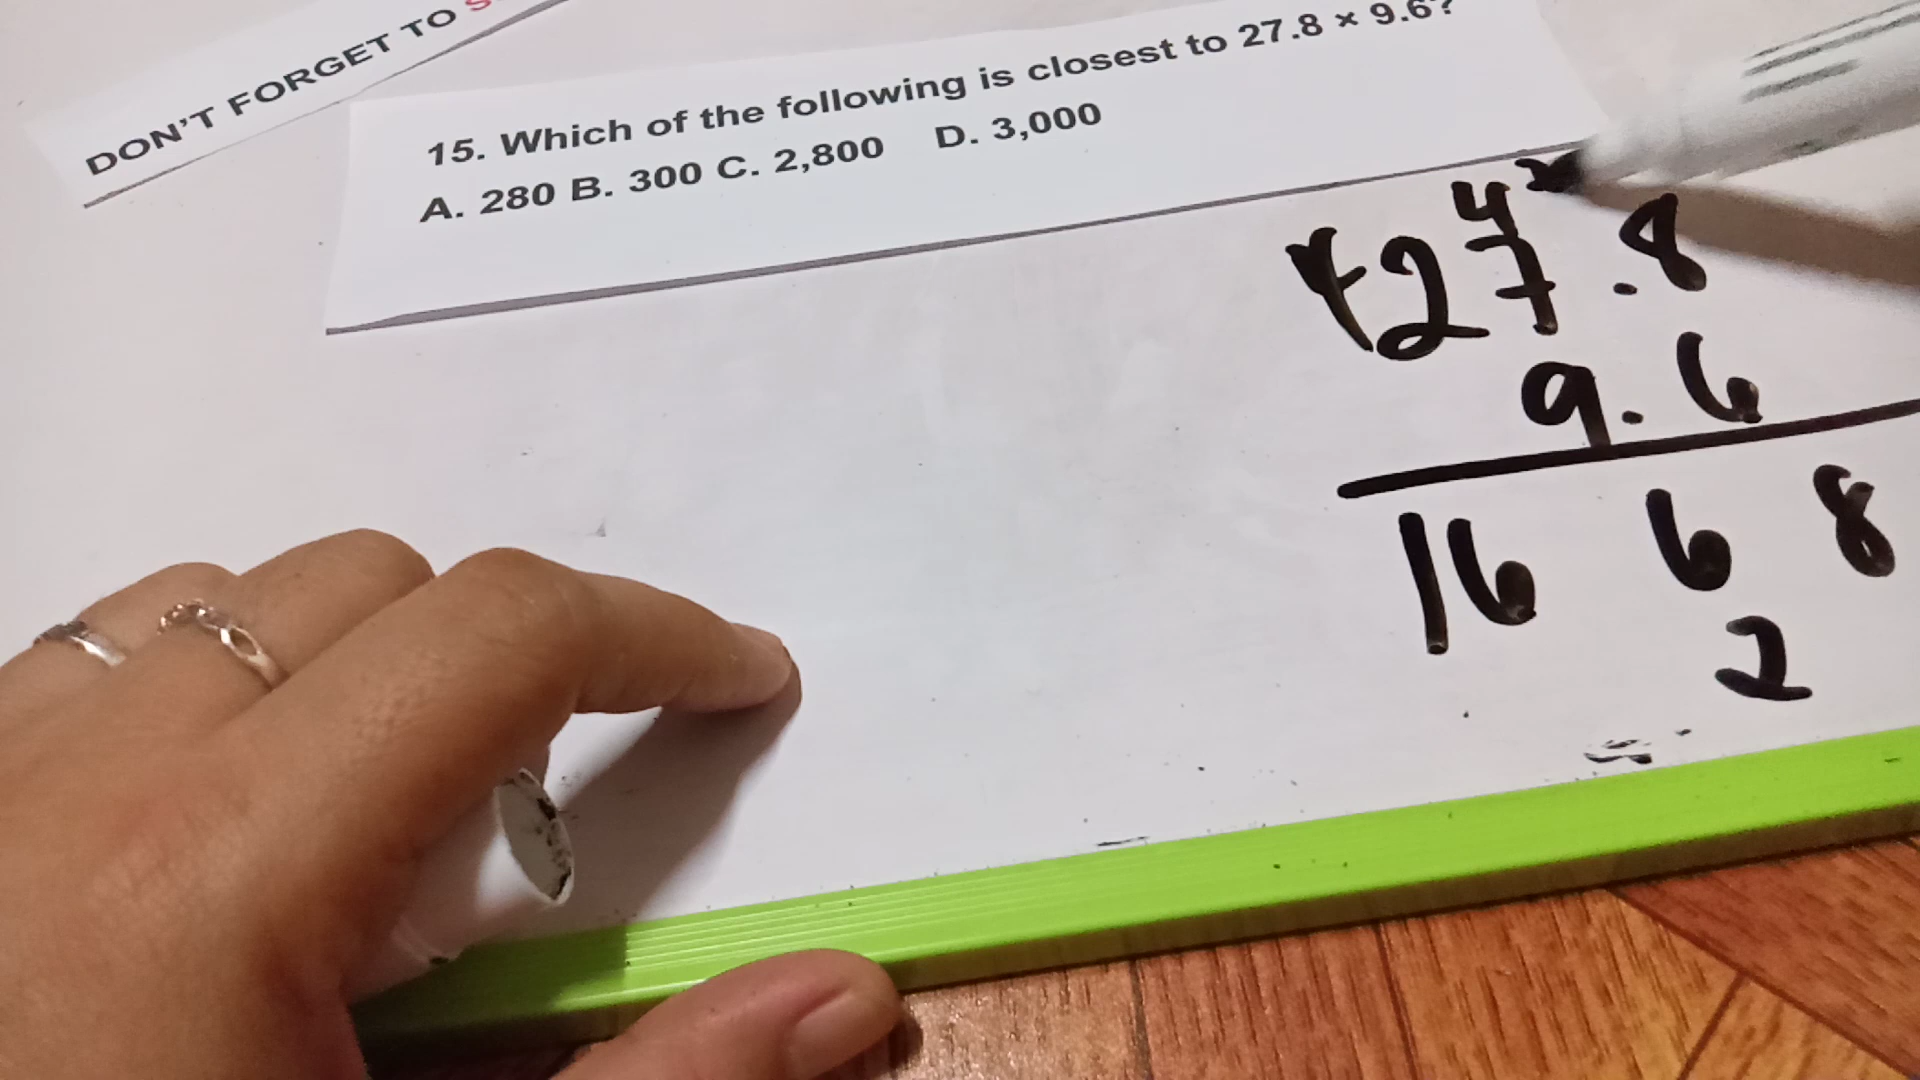 DON'T FORGET TO S
15. Which of the following is closest to 27.8 × 9.6?
A. 280 B. 300 C. 2,800 D. 3,000
4
27.8
9.6
16 6 8
2